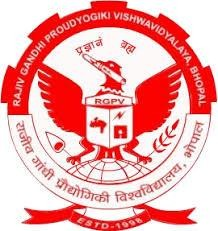 RAJIV GANDHI PROUDYOGIKI VISHWAVIDYALAYA, BHOPAL
प्रज्ञानं ब्रह्म
RGPV
राजीव गांधी प्रौद्योगिकी विश्वविद्यालय, भोपाल
ESTD-1998